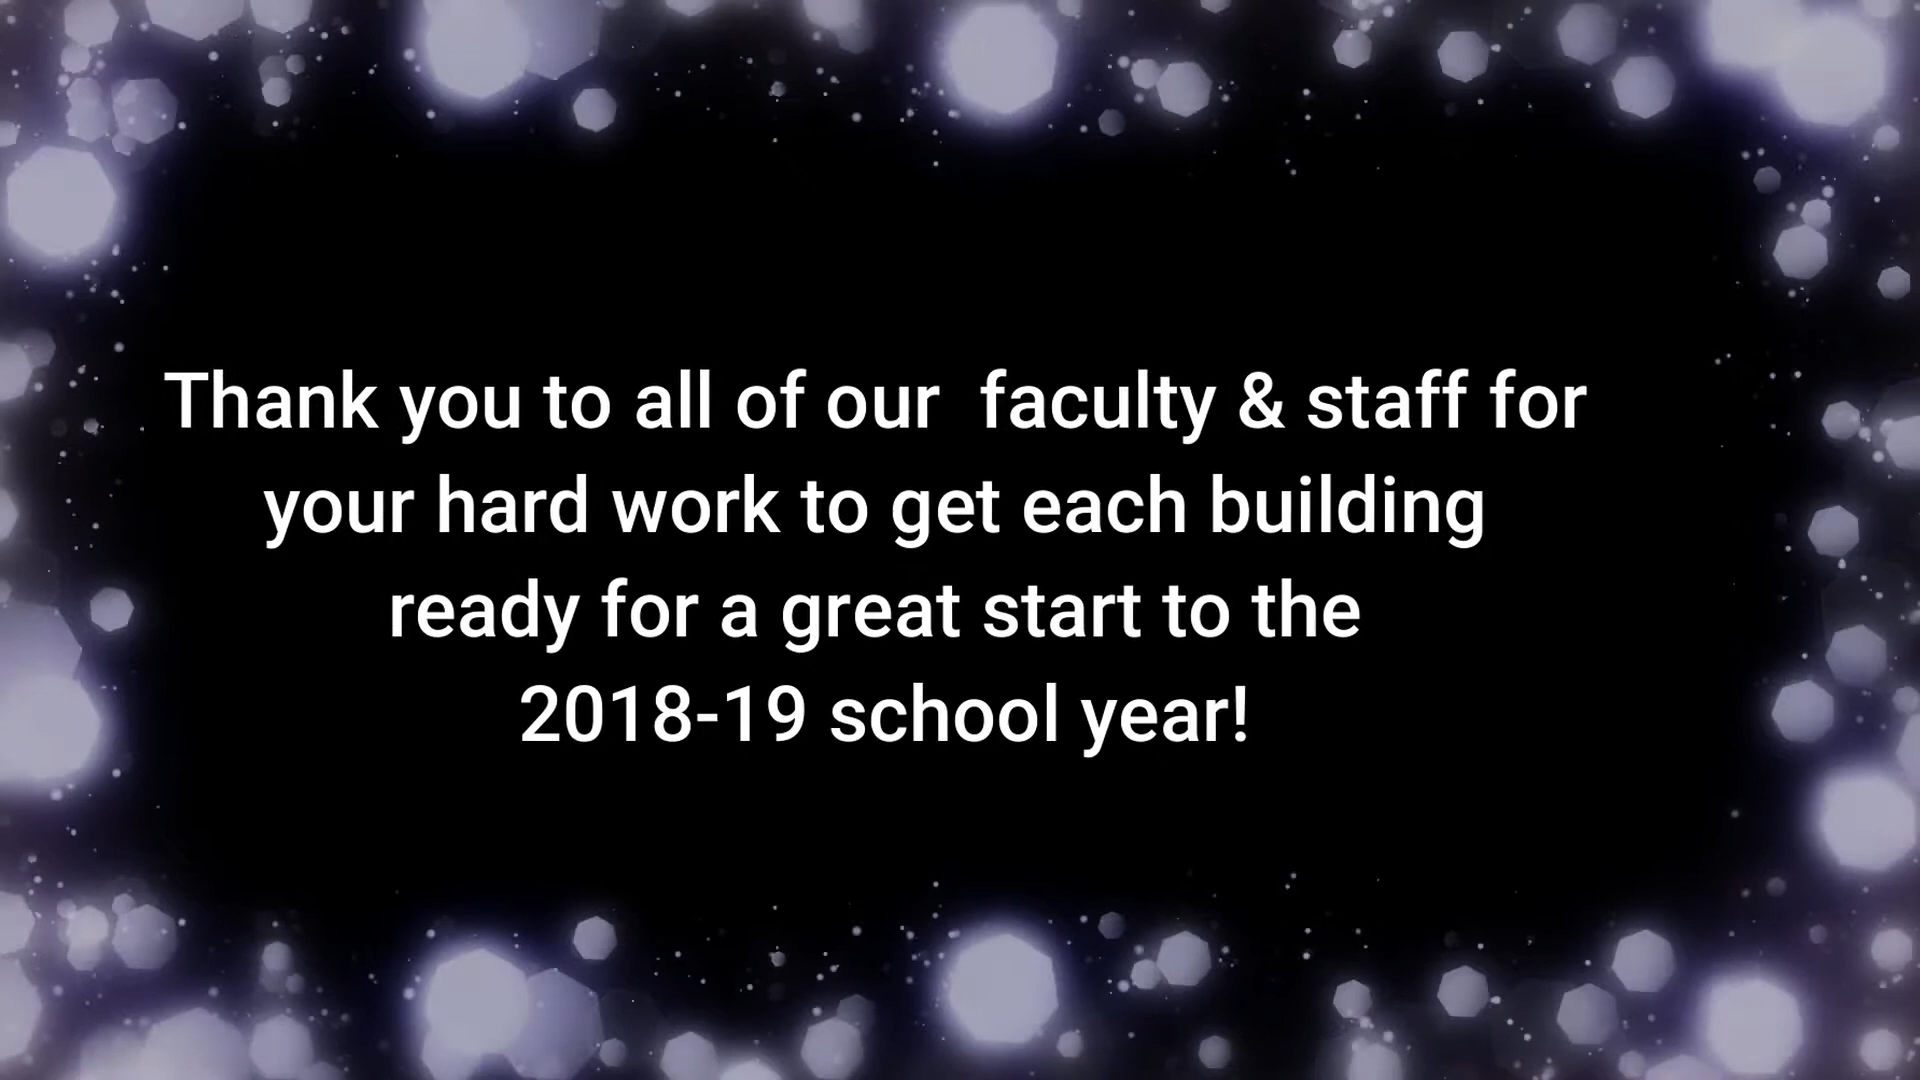 Thank you to all of our  faculty & staff for
your hard work to get each building
ready for a great start to the
2018-19 school year!